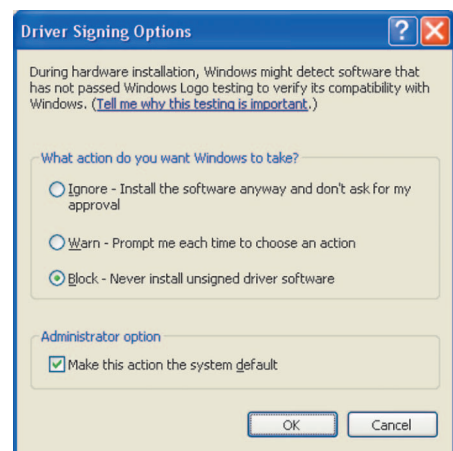 Driver Signing Options
During hardware installation, Windows might detect software that
has not passed Windows Logo testing to verify its compatibility with
Windows. (Tell me why this testing is important.)
What action do you want Windows to take?
Ignore - Install the software anyway and don't ask for my
approval
Warn - Prompt me each time to choose an action
Block - Never install unsigned driver software
Administrator option
Make this action the system default
OK Cancel